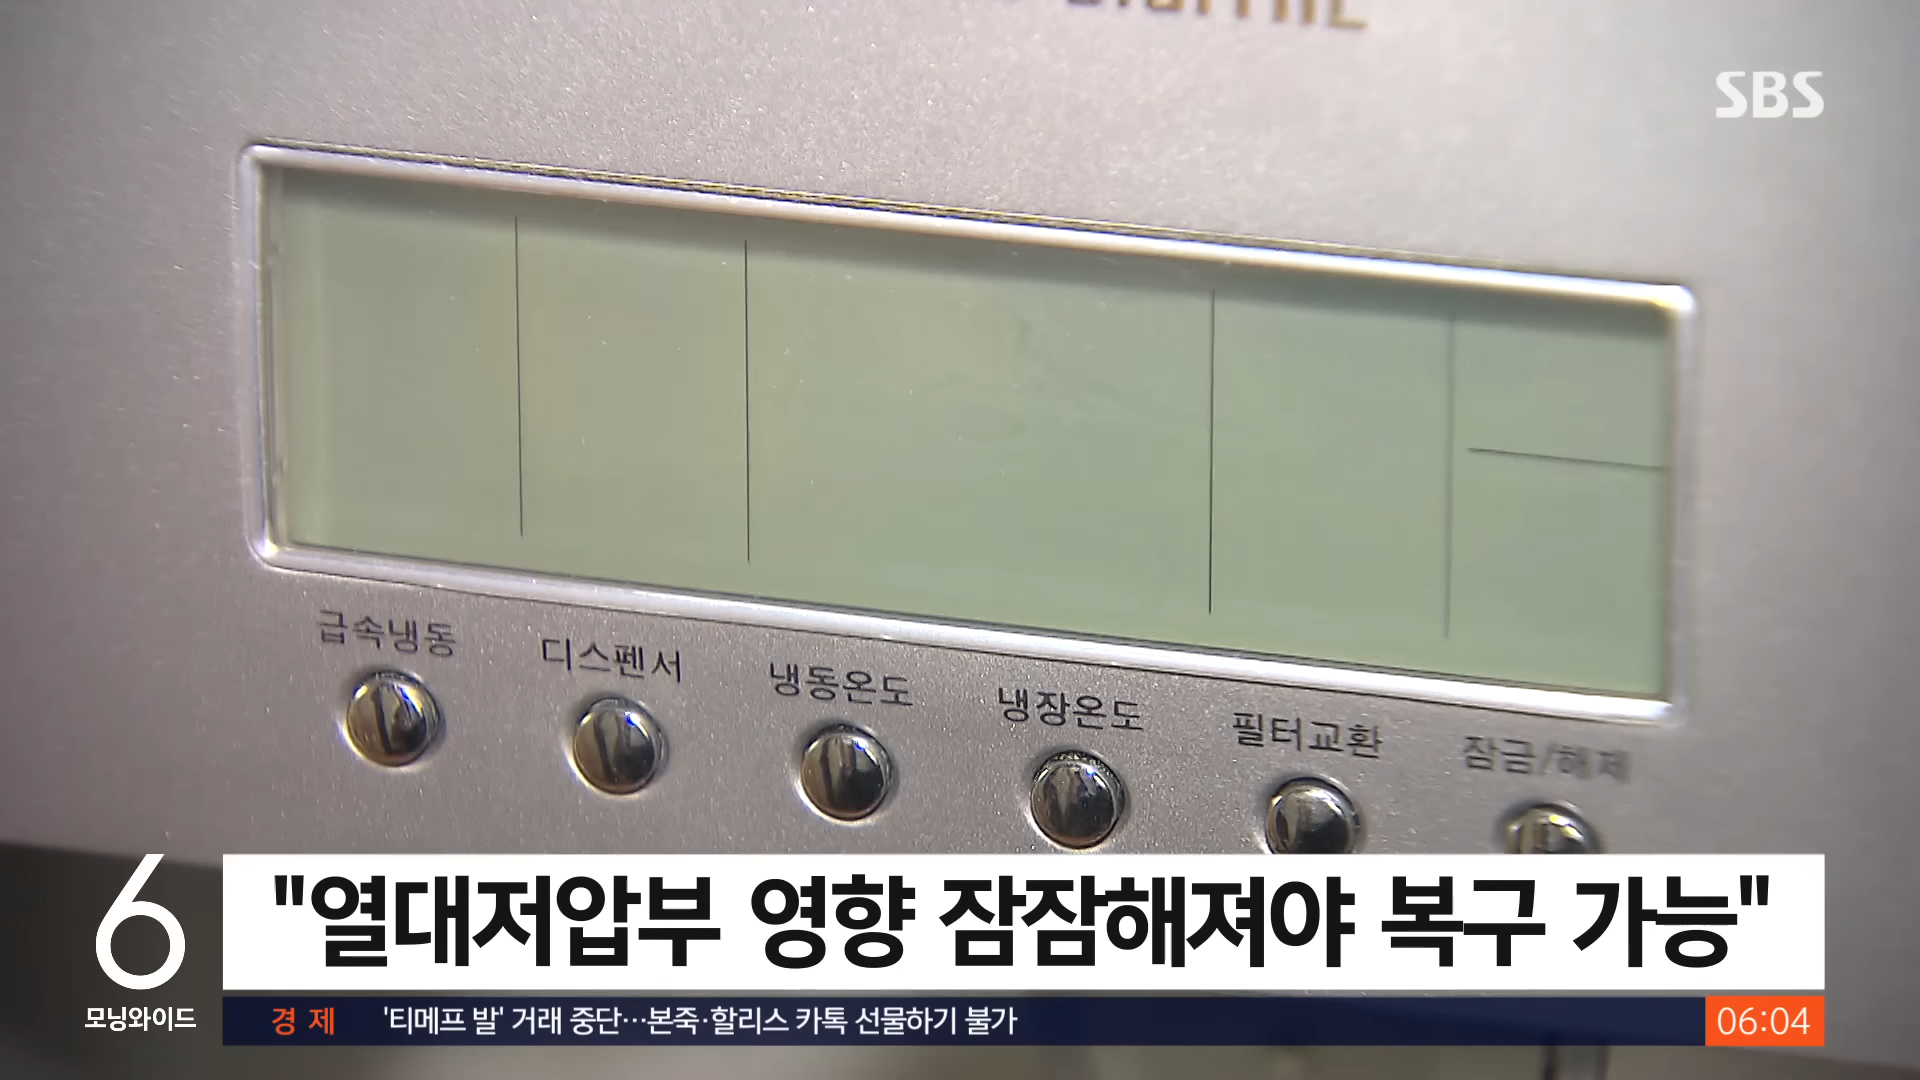 SBS
급속냉동
디스펜서
냉동온도
냉장온도
필터교환
잠금/해제
6
"열대저압부 영향 잠잠해져야 복구 가능"
모닝와이드
경제 '티메프 발' 거래 중단…본죽·할리스 카톡 선물하기 불가 06:04